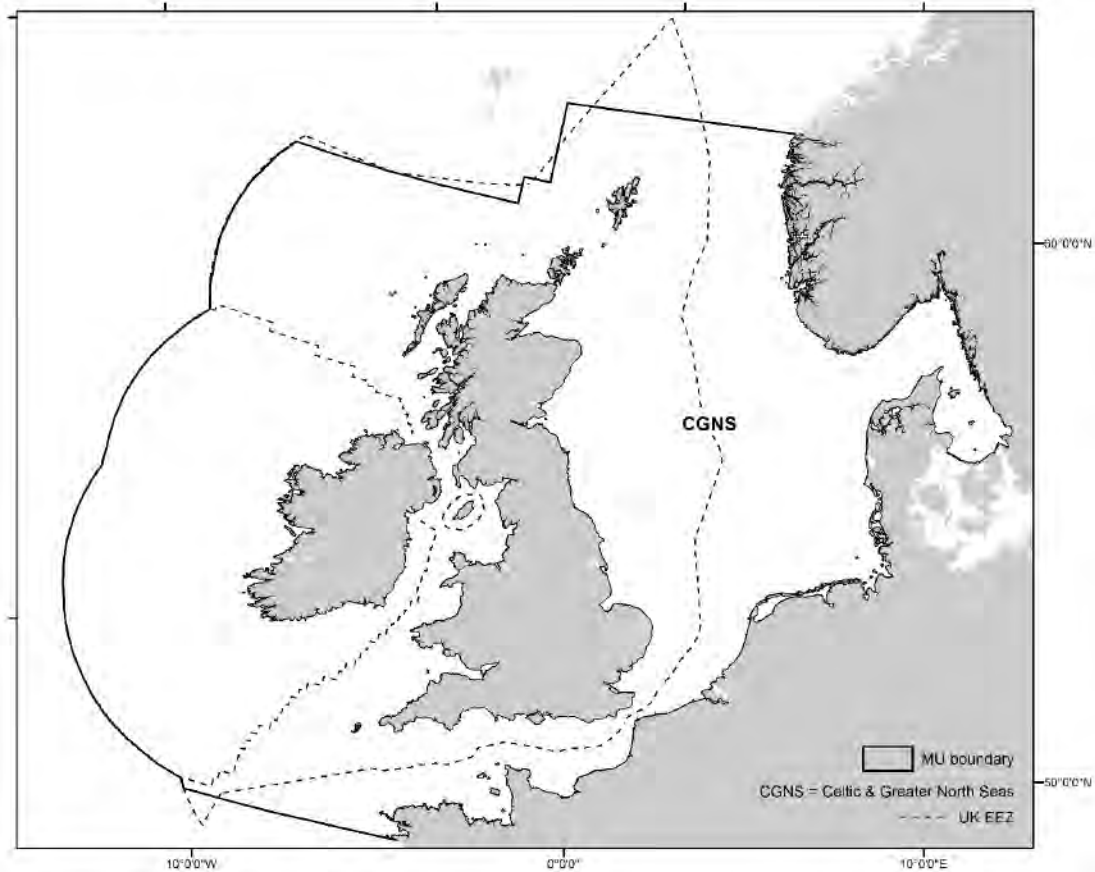 60°0'0"N
CGNS
MU boundary
CGNS = Celtic & Greater North Seas
50°0'0"N
UK EEZ
10°0'0"W
0°0'0"
10°0'0"E